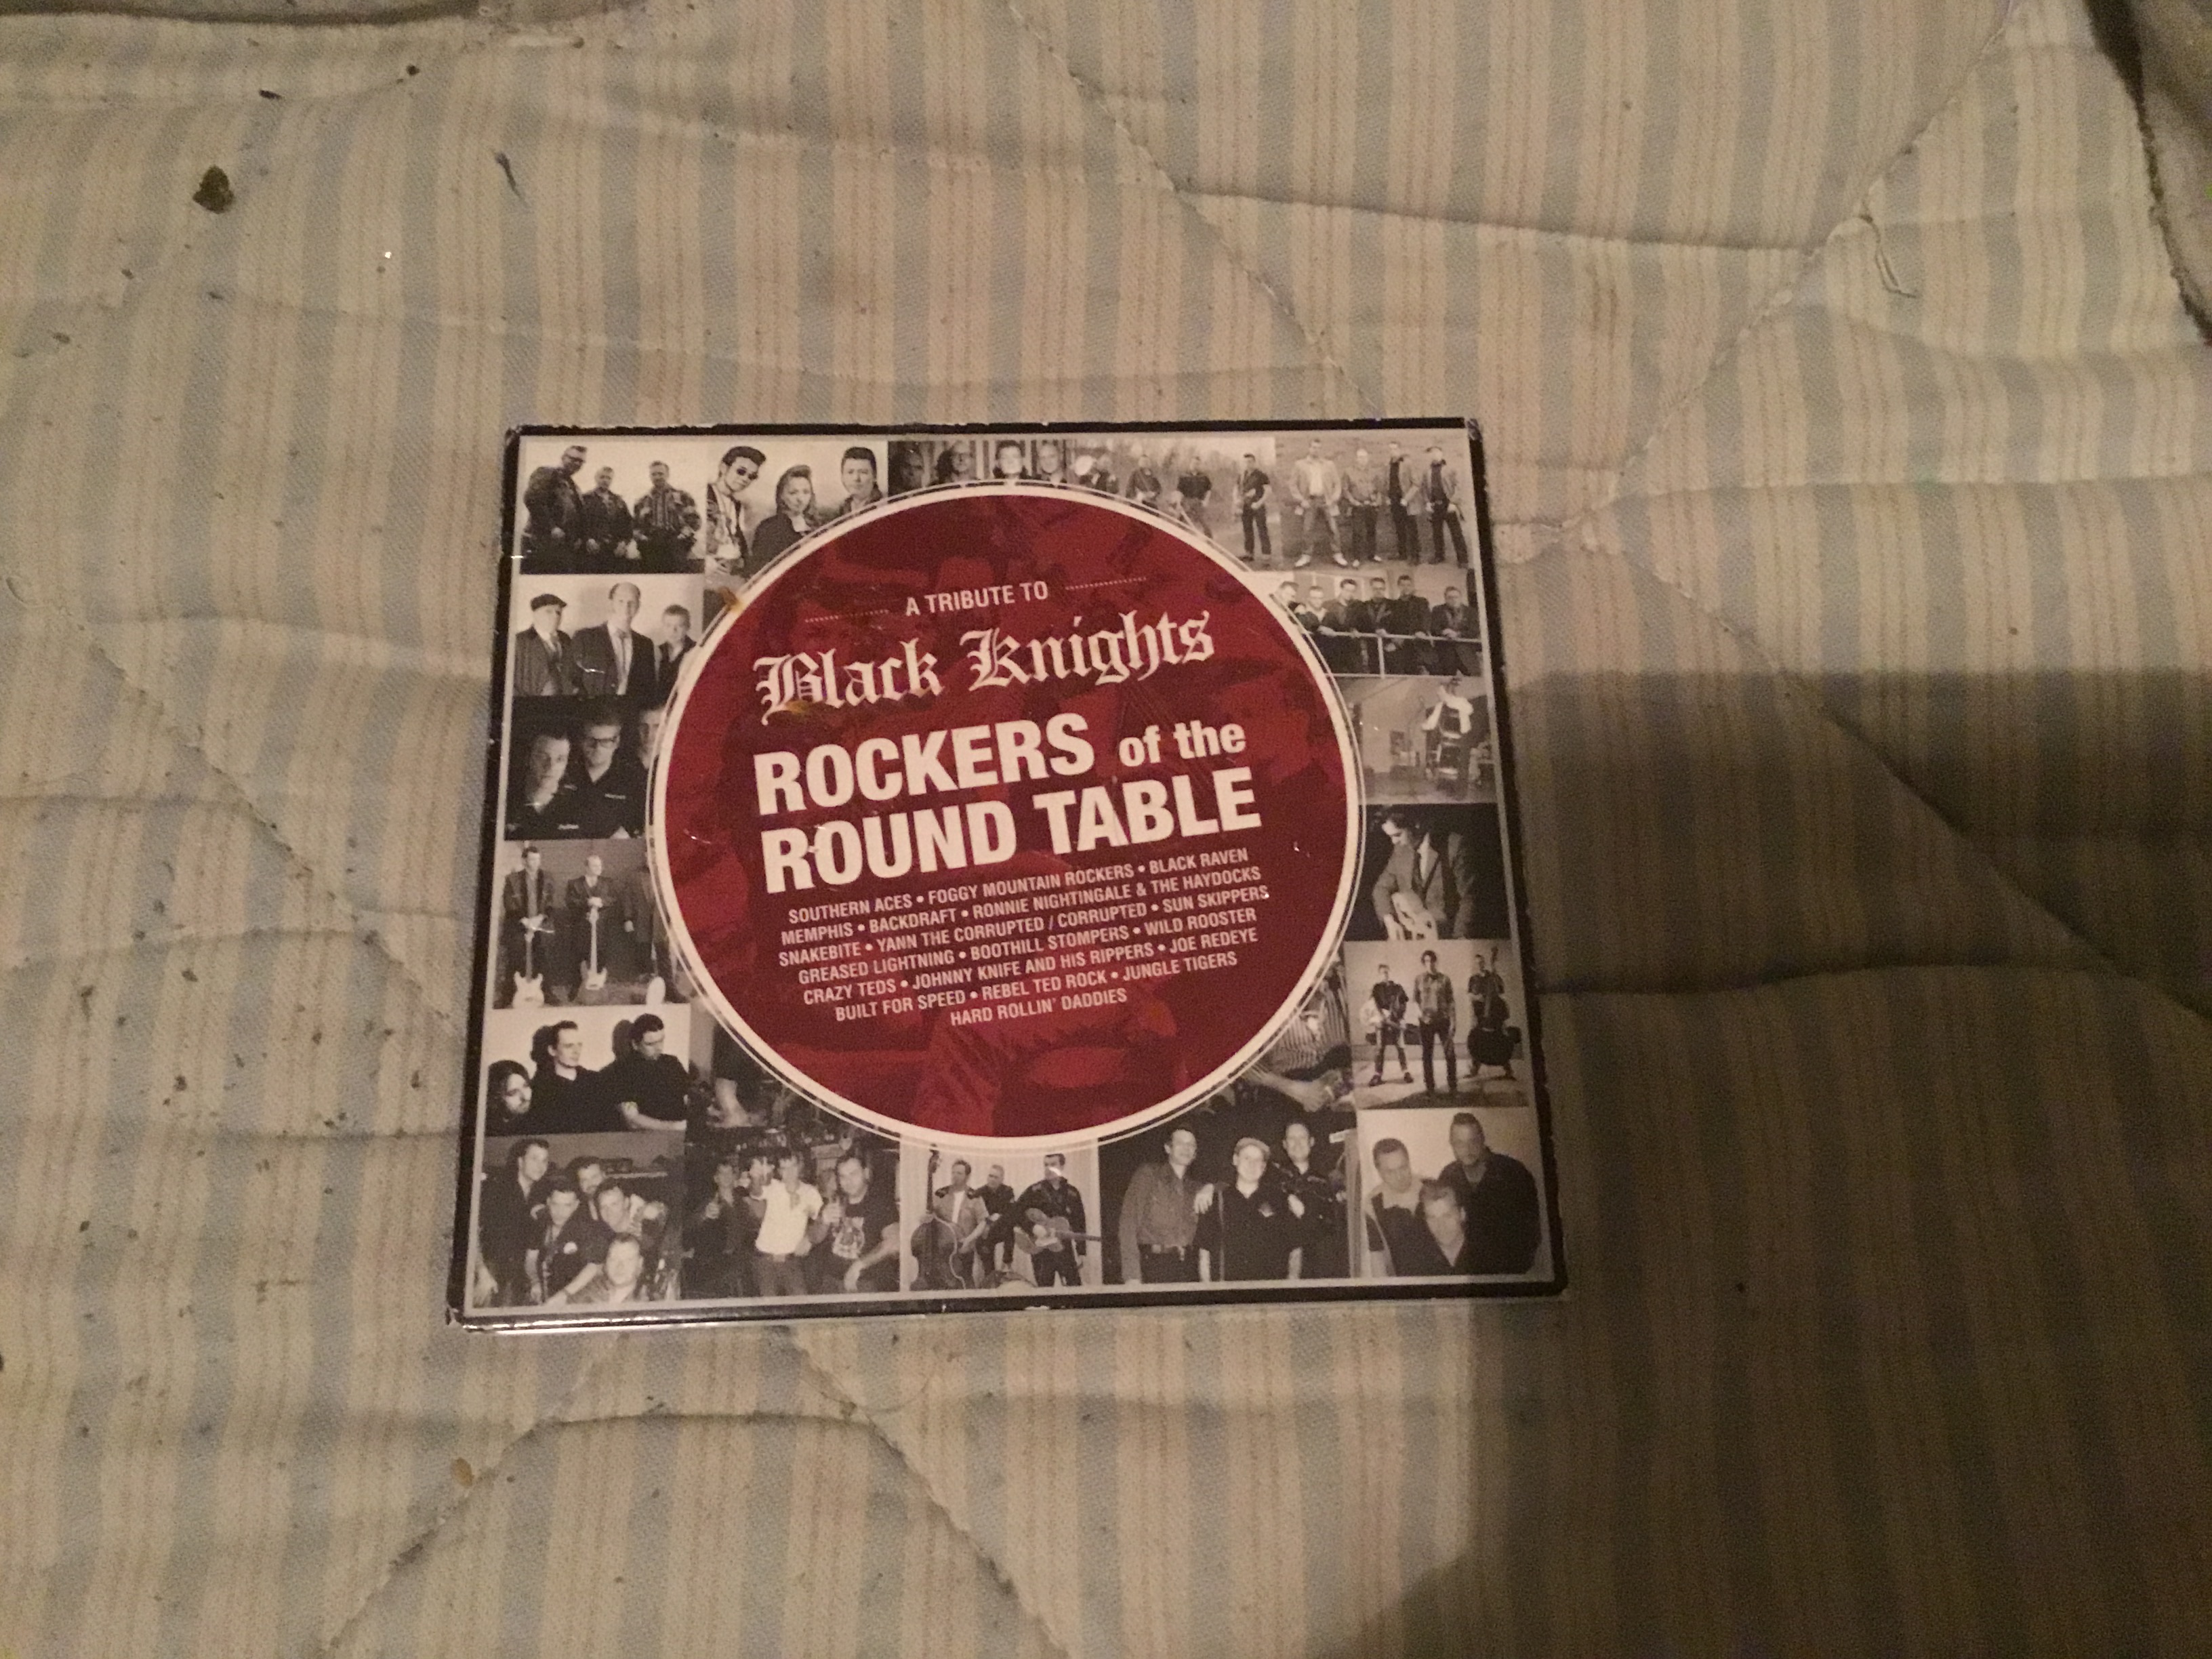 A TRIBUTE TO
Black Knights
ROCKERS of the
ROUND TABLE
SOUTHERN ACES • FOGGY MOUNTAIN ROCKERS • BLACK RAVEN
MEMPHIS • BACKDRAFT • RONNIE NIGHTINGALE & THE HAYDOCKS
SNAKEBITE • YANN THE CORRUPTED / CORRUPTED • SUN SKIPPERS
GREASED LIGHTNING • BOOTHILL STOMPERS • WILD ROOSTER
CRAZY TEDS • JOHNNY KNIFE AND HIS RIPPERS • JOE REDEYE
BUILT FOR SPEED • REBEL TED ROCK • JUNGLE TIGERS
HARD ROLLIN' DADDIES